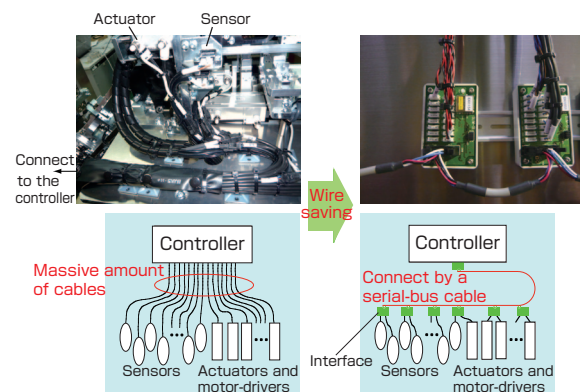 Actuator
Sensor
Connect
to the
controller
Wire
saving
Controller
Massive amount
of cables
Sensors
Actuators and
motor-drivers
Controller
Connect by a
serial-bus cable
Interface
Sensors
Actuators and
motor-drivers